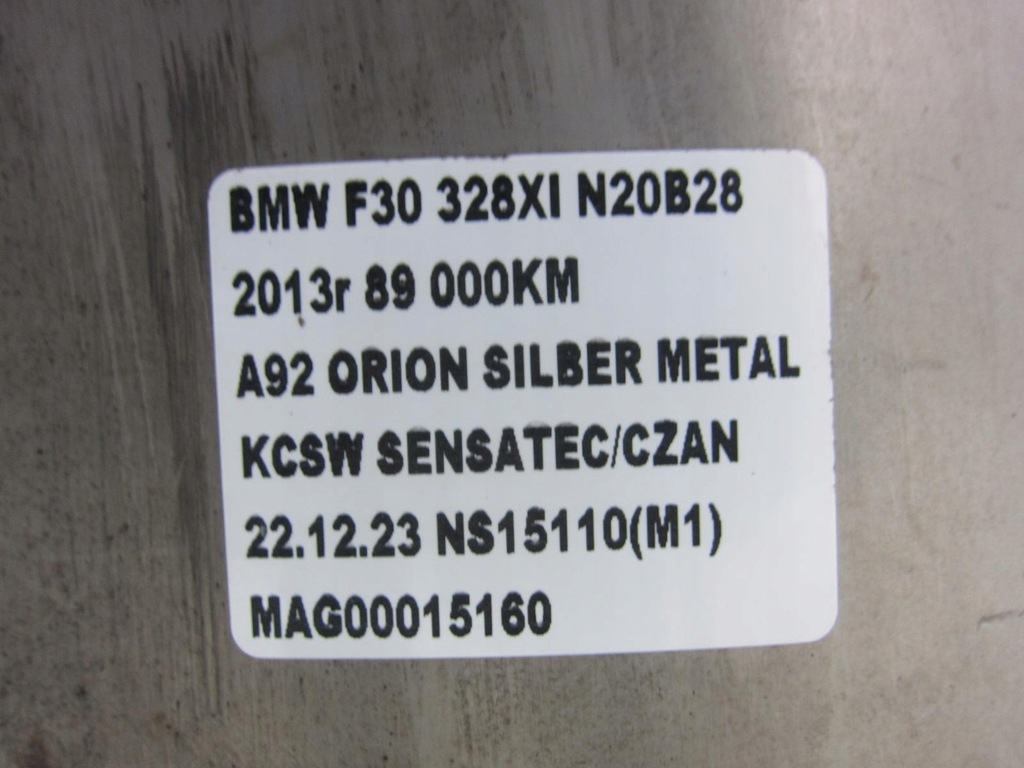 BMW F30 328XI N20B28
2013r 89 000KM
A92 ORION SILBER METAL
KCSW SENSATEC/CZAN
22.12.23 NS15110(M1)
MAG00015160